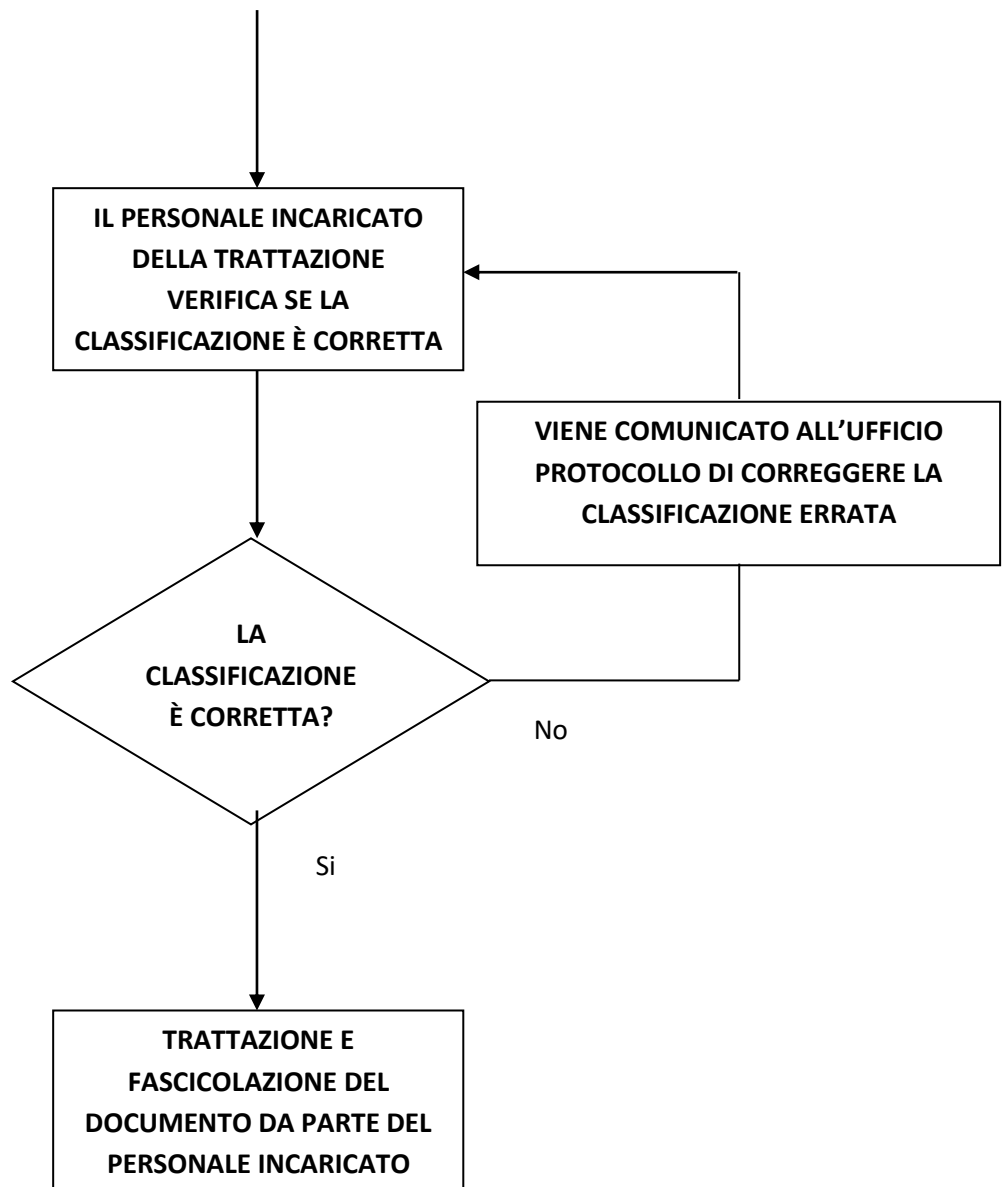 IL PERSONALE INCARICATO
DELLA TRATTAZIONE
VERIFICA SE LA
CLASSIFICAZIONE È CORRETTA
VIENE COMUNICATO ALL’UFFICIO
PROTOCOLLO DI CORREGGERE LA
CLASSIFICAZIONE ERRATA
LA
CLASSIFICAZIONE
È CORRETTA?
No
Si
TRATTAZIONE E
FASCICOLAZIONE DEL
DOCUMENTO DA PARTE DEL
PERSONALE INCARICATO